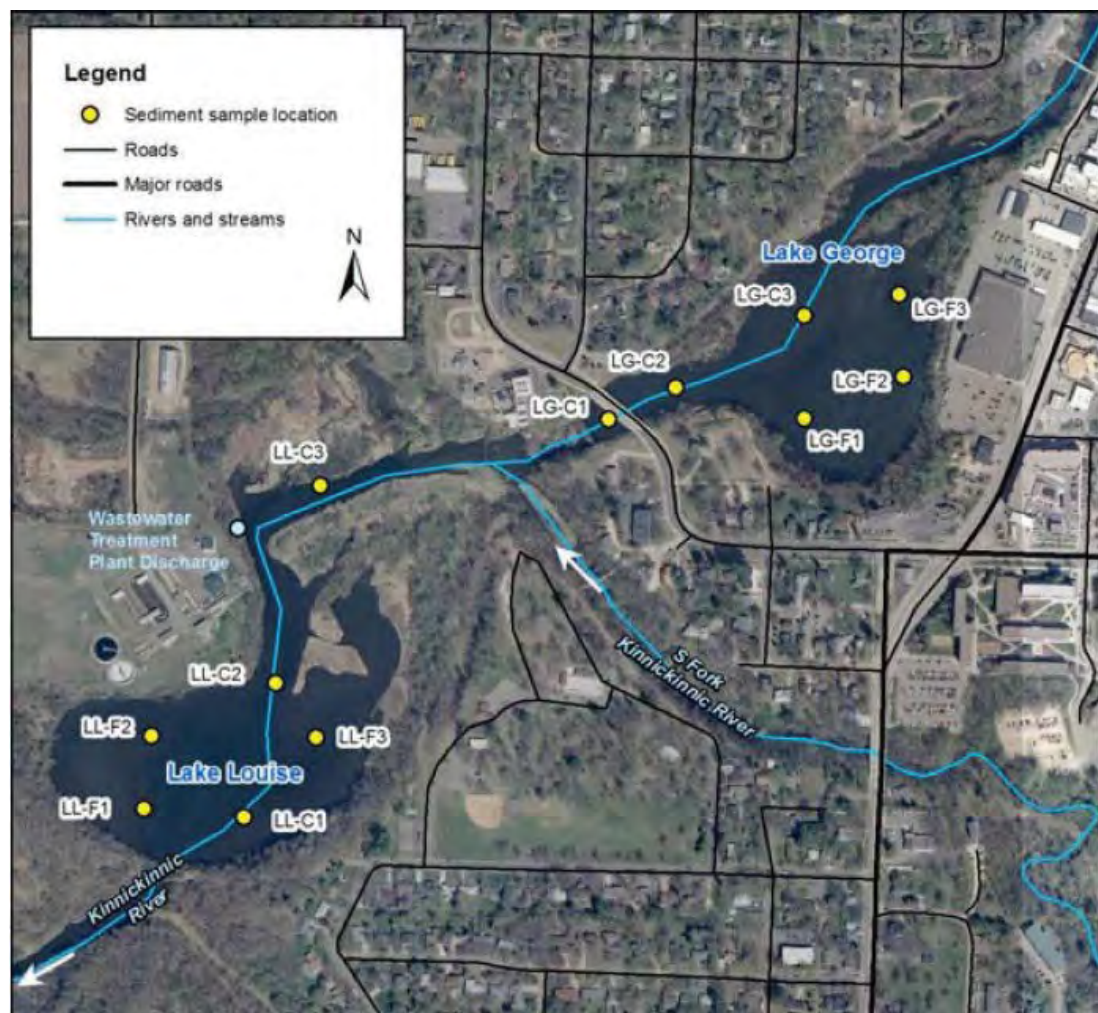 Legend
Sediment sample location
Roads
Major roads
Rivers and streams
N
Lake George
LG-C3
LG-F3
LG-C2
LG-F2
LG-C1
LG-F1
LL-C3
Wastewater
Treatment
Plant Discharge
S Fork
Kinnickinnic River
LL-C2
LL-F2
LL-F3
Lake Louise
LL-F1
LL-C1
Kinnickinnic
River